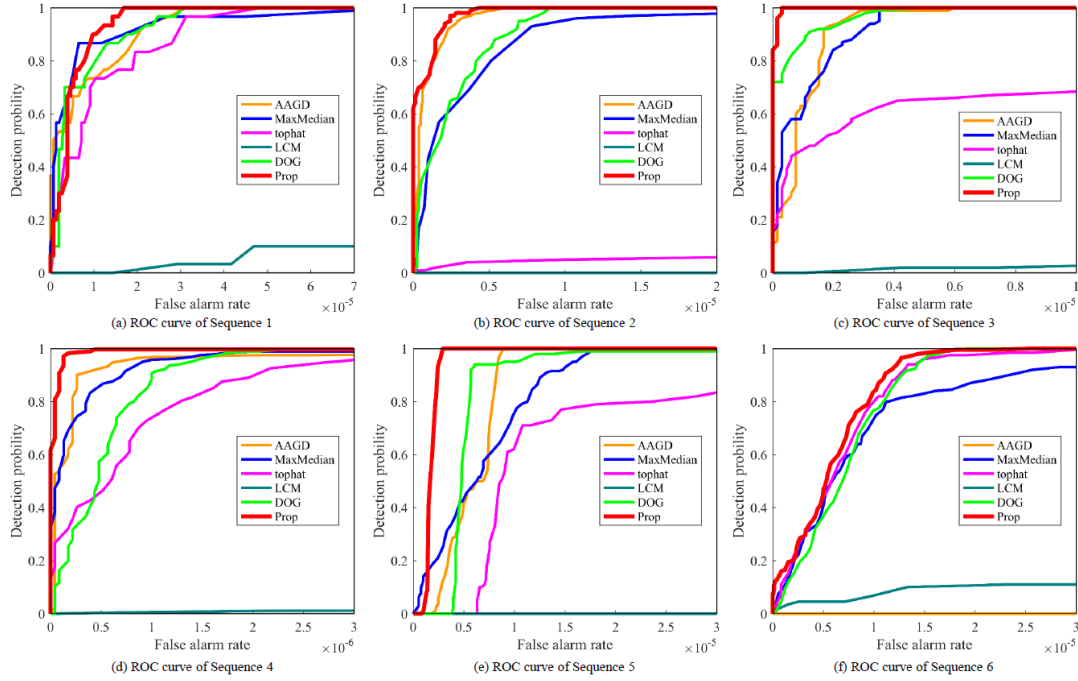 1
0.8
0.6
0.4
0.2
0
Detection probility
AAGD
MaxMedian
tophat
LCM
DOG
Prop
0 1 2 3 4 5 6 7
False alarm rate ×10⁻⁵
(a) ROC curve of Sequence 1
1
0.8
0.6
0.4
0.2
0
Detection probility
AAGD
MaxMedian
tophat
LCM
DOG
Prop
0 0.5 1 1.5 2
False alarm rate ×10⁻⁵
(b) ROC curve of Sequence 2
1
0.8
0.6
0.4
0.2
0
Detection probility
AAGD
MaxMedian
tophat
LCM
DOG
Prop
0 0.2 0.4 0.6 0.8 1
False alarm rate ×10⁻⁵
(c) ROC curve of Sequence 3
1
0.8
0.6
0.4
0.2
0
Detection probility
AAGD
MaxMedian
tophat
LCM
DOG
Prop
0 0.5 1 1.5 2 2.5 3
False alarm rate ×10⁻⁶
(d) ROC curve of Sequence 4
1
0.8
0.6
0.4
0.2
0
Detection probility
AAGD
MaxMedian
tophat
LCM
DOG
Prop
0 0.5 1 1.5 2 2.5 3
False alarm rate ×10⁻⁵
(e) ROC curve of Sequence 5
1
0.8
0.6
0.4
0.2
0
Detection probility
AAGD
MaxMedian
tophat
LCM
DOG
Prop
0 0.5 1 1.5 2 2.5 3
False alarm rate ×10⁻⁵
(f) ROC curve of Sequence 6